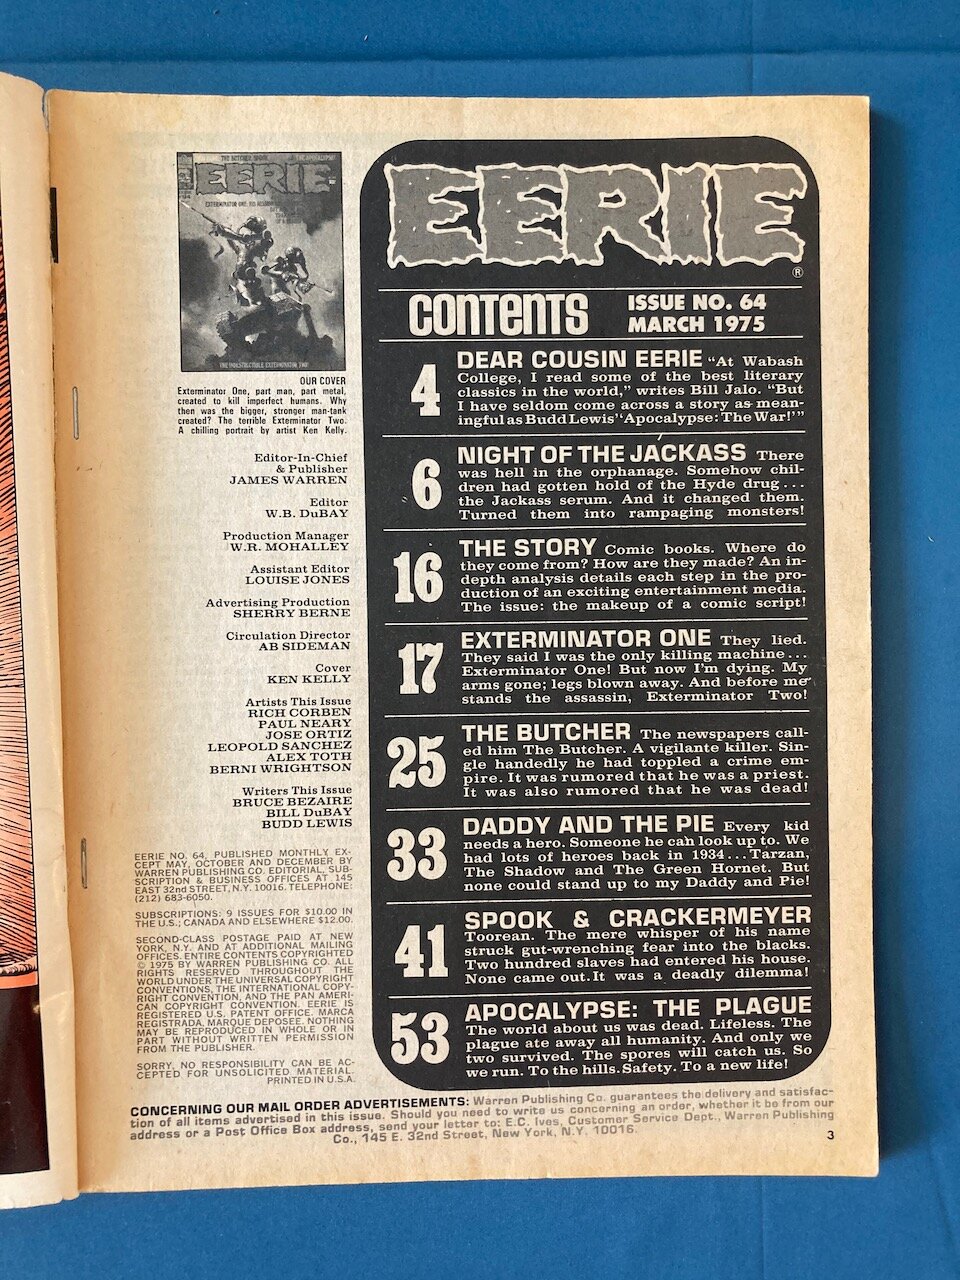 EERIE
THE INDESTRUCTIBLE EXTERMINATOR TWO
OUR COVER
Exterminator One, part man, part metal,
created to kill imperfect humans. Why
then was the bigger, stronger man-tank
created? The terrible Exterminator Two.
A chilling portrait by artist Ken Kelly.
Editor-In-Chief
& Publisher
JAMES WARREN
Editor
W.B. DuBAY
Production Manager
W.R. MOHALLEY
Assistant Editor
LOUISE JONES
Advertising Production
SHERRY BERNE
Circulation Director
AB SIDEMAN
Cover
KEN KELLY
Artists This Issue
RICH CORBEN
PAUL NEARY
JOSE ORTIZ
LEOPOLD SANCHEZ
ALEX TOTH
BERNI WRIGHTSON
Writers This Issue
BRUCE BEZAIRE
BILL DuBAY
BUDD LEWIS
EERIE NO. 64, PUBLISHED MONTHLY EX-
CEPT MAY, OCTOBER AND DECEMBER BY
WARREN PUBLISHING CO. EDITORIAL, SUB-
SCRIPTION & BUSINESS OFFICES AT 145
EAST 32nd STREET, N.Y. 10016. TELEPHONE:
(212) 683-6050.
SUBSCRIPTIONS: 9 ISSUES FOR $10.00 IN
THE U.S.; CANADA AND ELSEWHERE $12.00.
SECOND-CLASS POSTAGE PAID AT NEW
YORK, N.Y. AND AT ADDITIONAL MAILING
OFFICES. ENTIRE CONTENTS COPYRIGHTED
© 1975 BY WARREN PUBLISHING CO. ALL
RIGHTS RESERVED THROUGHOUT THE
WORLD UNDER THE UNIVERSAL COPYRIGHT
CONVENTIONS, THE INTERNATIONAL COPY-
RIGHT CONVENTION, AND THE PAN AMERI-
CAN COPYRIGHT CONVENTION. EERIE IS
REGISTERED U.S. PATENT OFFICE. MARCA
REGISTRADA. MARQUE DEPOSEE. NOTHING
MAY BE REPRODUCED IN WHOLE OR IN
PART WITHOUT WRITTEN PERMISSION
FROM THE PUBLISHER.
SORRY, NO RESPONSIBILITY CAN BE AC-
CEPTED FOR UNSOLICITED MATERIAL.
PRINTED IN U.S.A.
EERIE ®
CONTENTS
ISSUE NO. 64
MARCH 1975
4 DEAR COUSIN EERIE "At Wabash
College, I read some of the best literary
classics in the world," writes Bill Jalo. "But
I have seldom come across a story as mean-
ingful as Budd Lewis' 'Apocalypse: The War!'"
6 NIGHT OF THE JACKASS There
was hell in the orphanage. Somehow chil-
dren had gotten hold of the Hyde drug...
the Jackass serum. And it changed them.
Turned them into rampaging monsters!
16 THE STORY Comic books. Where do
they come from? How are they made? An in-
depth analysis details each step in the pro-
duction of an exciting entertainment media.
The issue: the makeup of a comic script!
17 EXTERMINATOR ONE They lied.
They said I was the only killing machine...
Exterminator One! But now I'm dying. My
arms gone; legs blown away. And before me
stands the assassin, Exterminator Two!
25 THE BUTCHER The newspapers call-
ed him The Butcher. A vigilante killer. Sin-
gle handedly he had toppled a crime em-
pire. It was rumored that he was a priest.
It was also rumored that he was dead!
33 DADDY AND THE PIE Every kid
needs a hero. Someone he can look up to. We
had lots of heroes back in 1934...Tarzan,
The Shadow and The Green Hornet. But
none could stand up to my Daddy and Pie!
41 SPOOK & CRACKERMEYER
Toorean. The mere whisper of his name
struck gut-wrenching fear into the blacks.
Two hundred slaves had entered his house.
None came out. It was a deadly dilemma!
53 APOCALYPSE: THE PLAGUE
The world about us was dead. Lifeless. The
plague ate away all humanity. And only we
two survived. The spores will catch us. So
we run. To the hills. Safety. To a new life!
CONCERNING OUR MAIL ORDER ADVERTISEMENTS: Warren Publishing Co. guarantees the delivery and satisfac-
tion of all items advertised in this issue. Should you need to write us concerning an order, whether it be from our
address or a Post Office Box address, send your letter to: E.C. Ives, Customer Service Dept., Warren Publishing
Co., 145 E. 32nd Street, New York, N.Y. 10016.
3